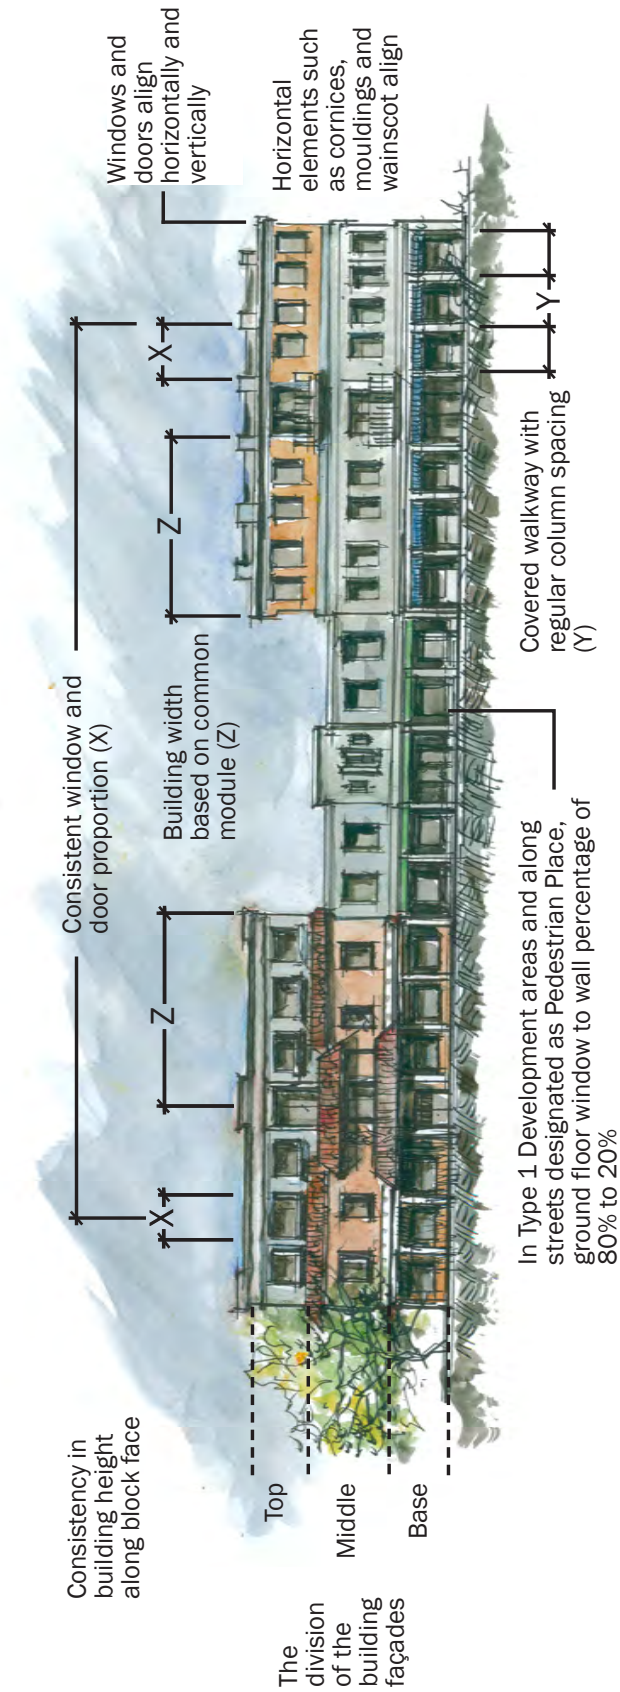 Consistency in
building height
along block face
Consistent window and
door proportion (X)
Windows and
doors align
horizontally and
vertically
X
Z
Z
X
Building width
based on common
module (Z)
Horizontal
elements such
as cornices,
mouldings and
wainscot align
The
division
of the
building
façades
Top
Middle
Base
In Type 1 Development areas and along
streets designated as Pedestrian Place,
ground floor window to wall percentage of
80% to 20%
Covered walkway with
regular column spacing
(Y)
Y